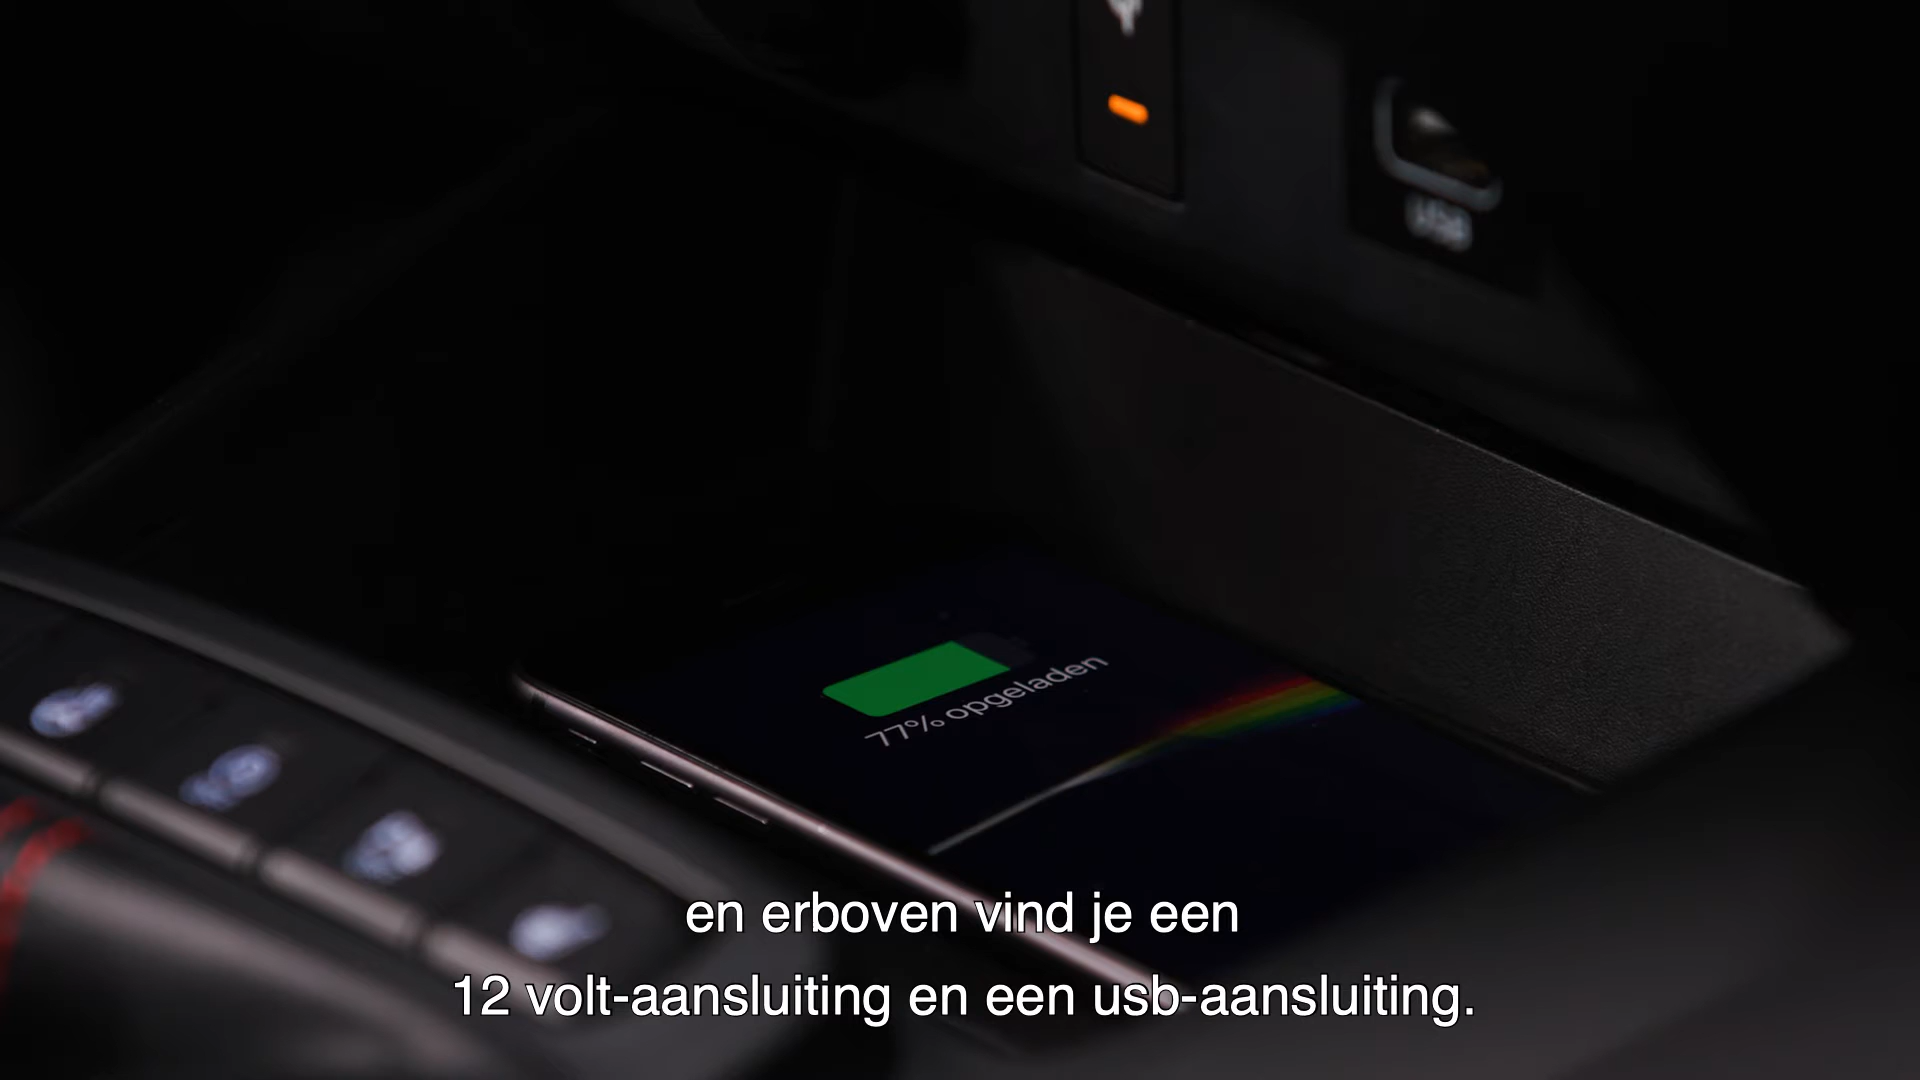 USB
77% opgeladen
en erboven vind je een
12 volt-aansluiting en een usb-aansluiting.